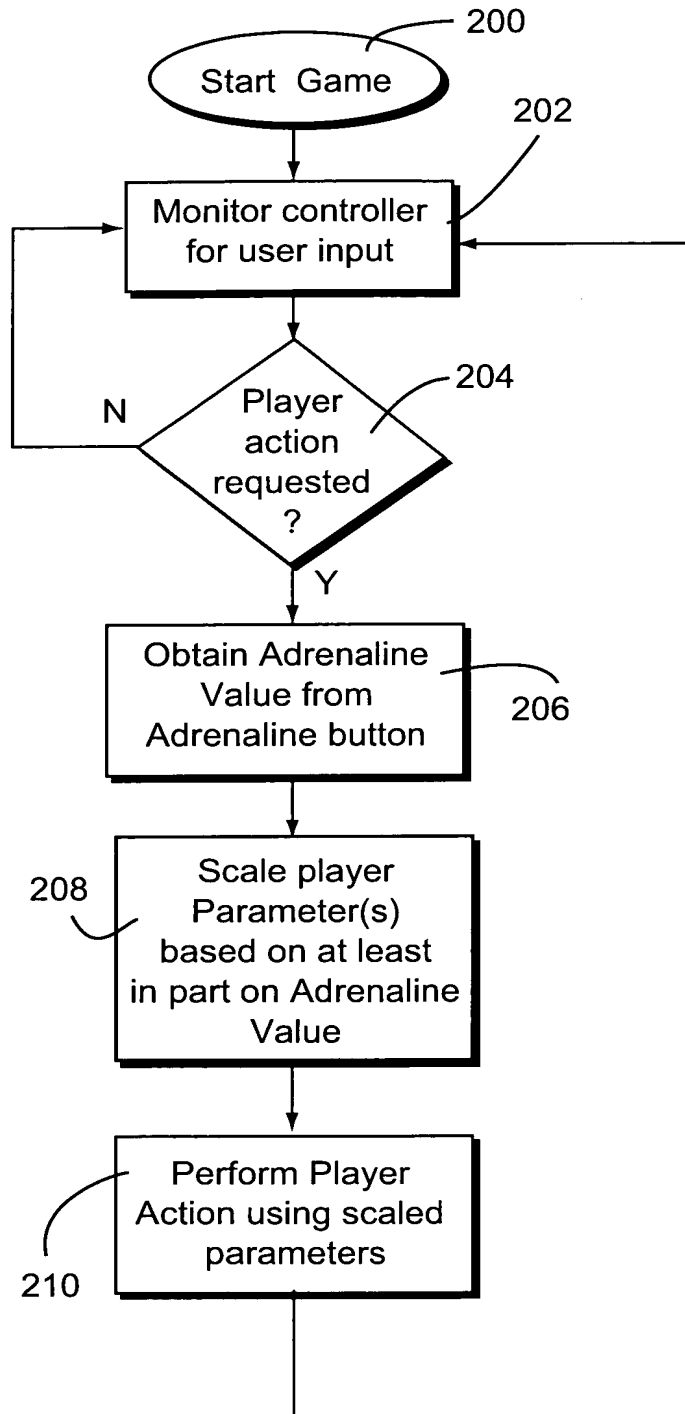 200
Start Game
202
Monitor controller
for user input
204
N
Player
action
requested
?
Y
Obtain Adrenaline
Value from
Adrenaline button
206
208
Scale player
Parameter(s)
based on at least
in part on Adrenaline
Value
Perform Player
Action using scaled
parameters
210